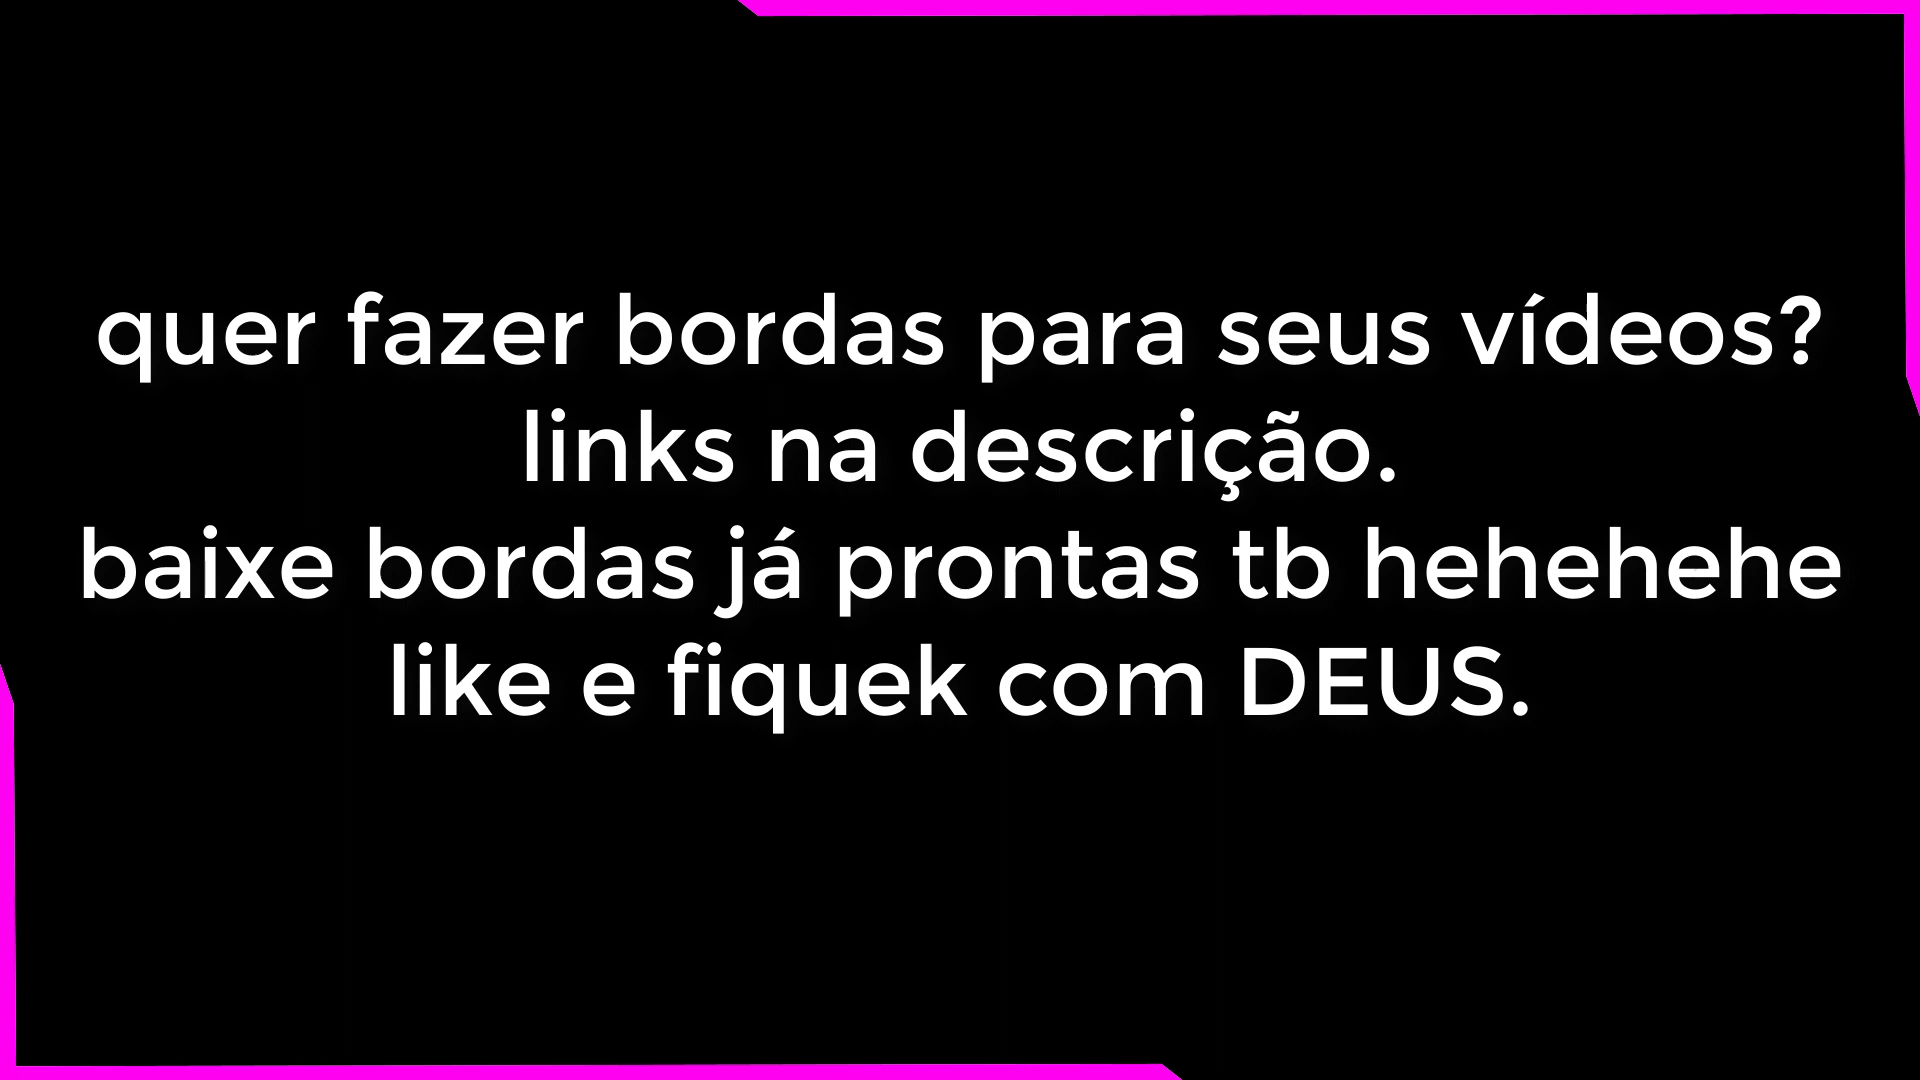 quer fazer bordas para seus vídeos?
links na descrição.
baixe bordas já prontas tb hehehehe
like e fiquek com DEUS.